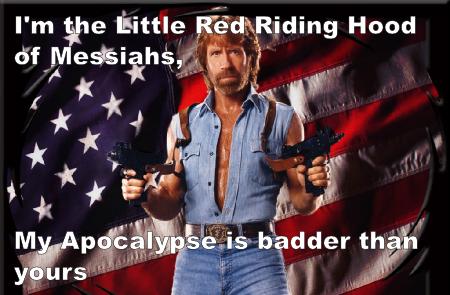 I'm the Little Red Riding Hood
of Messiahs,
My Apocalypse is badder than
yours